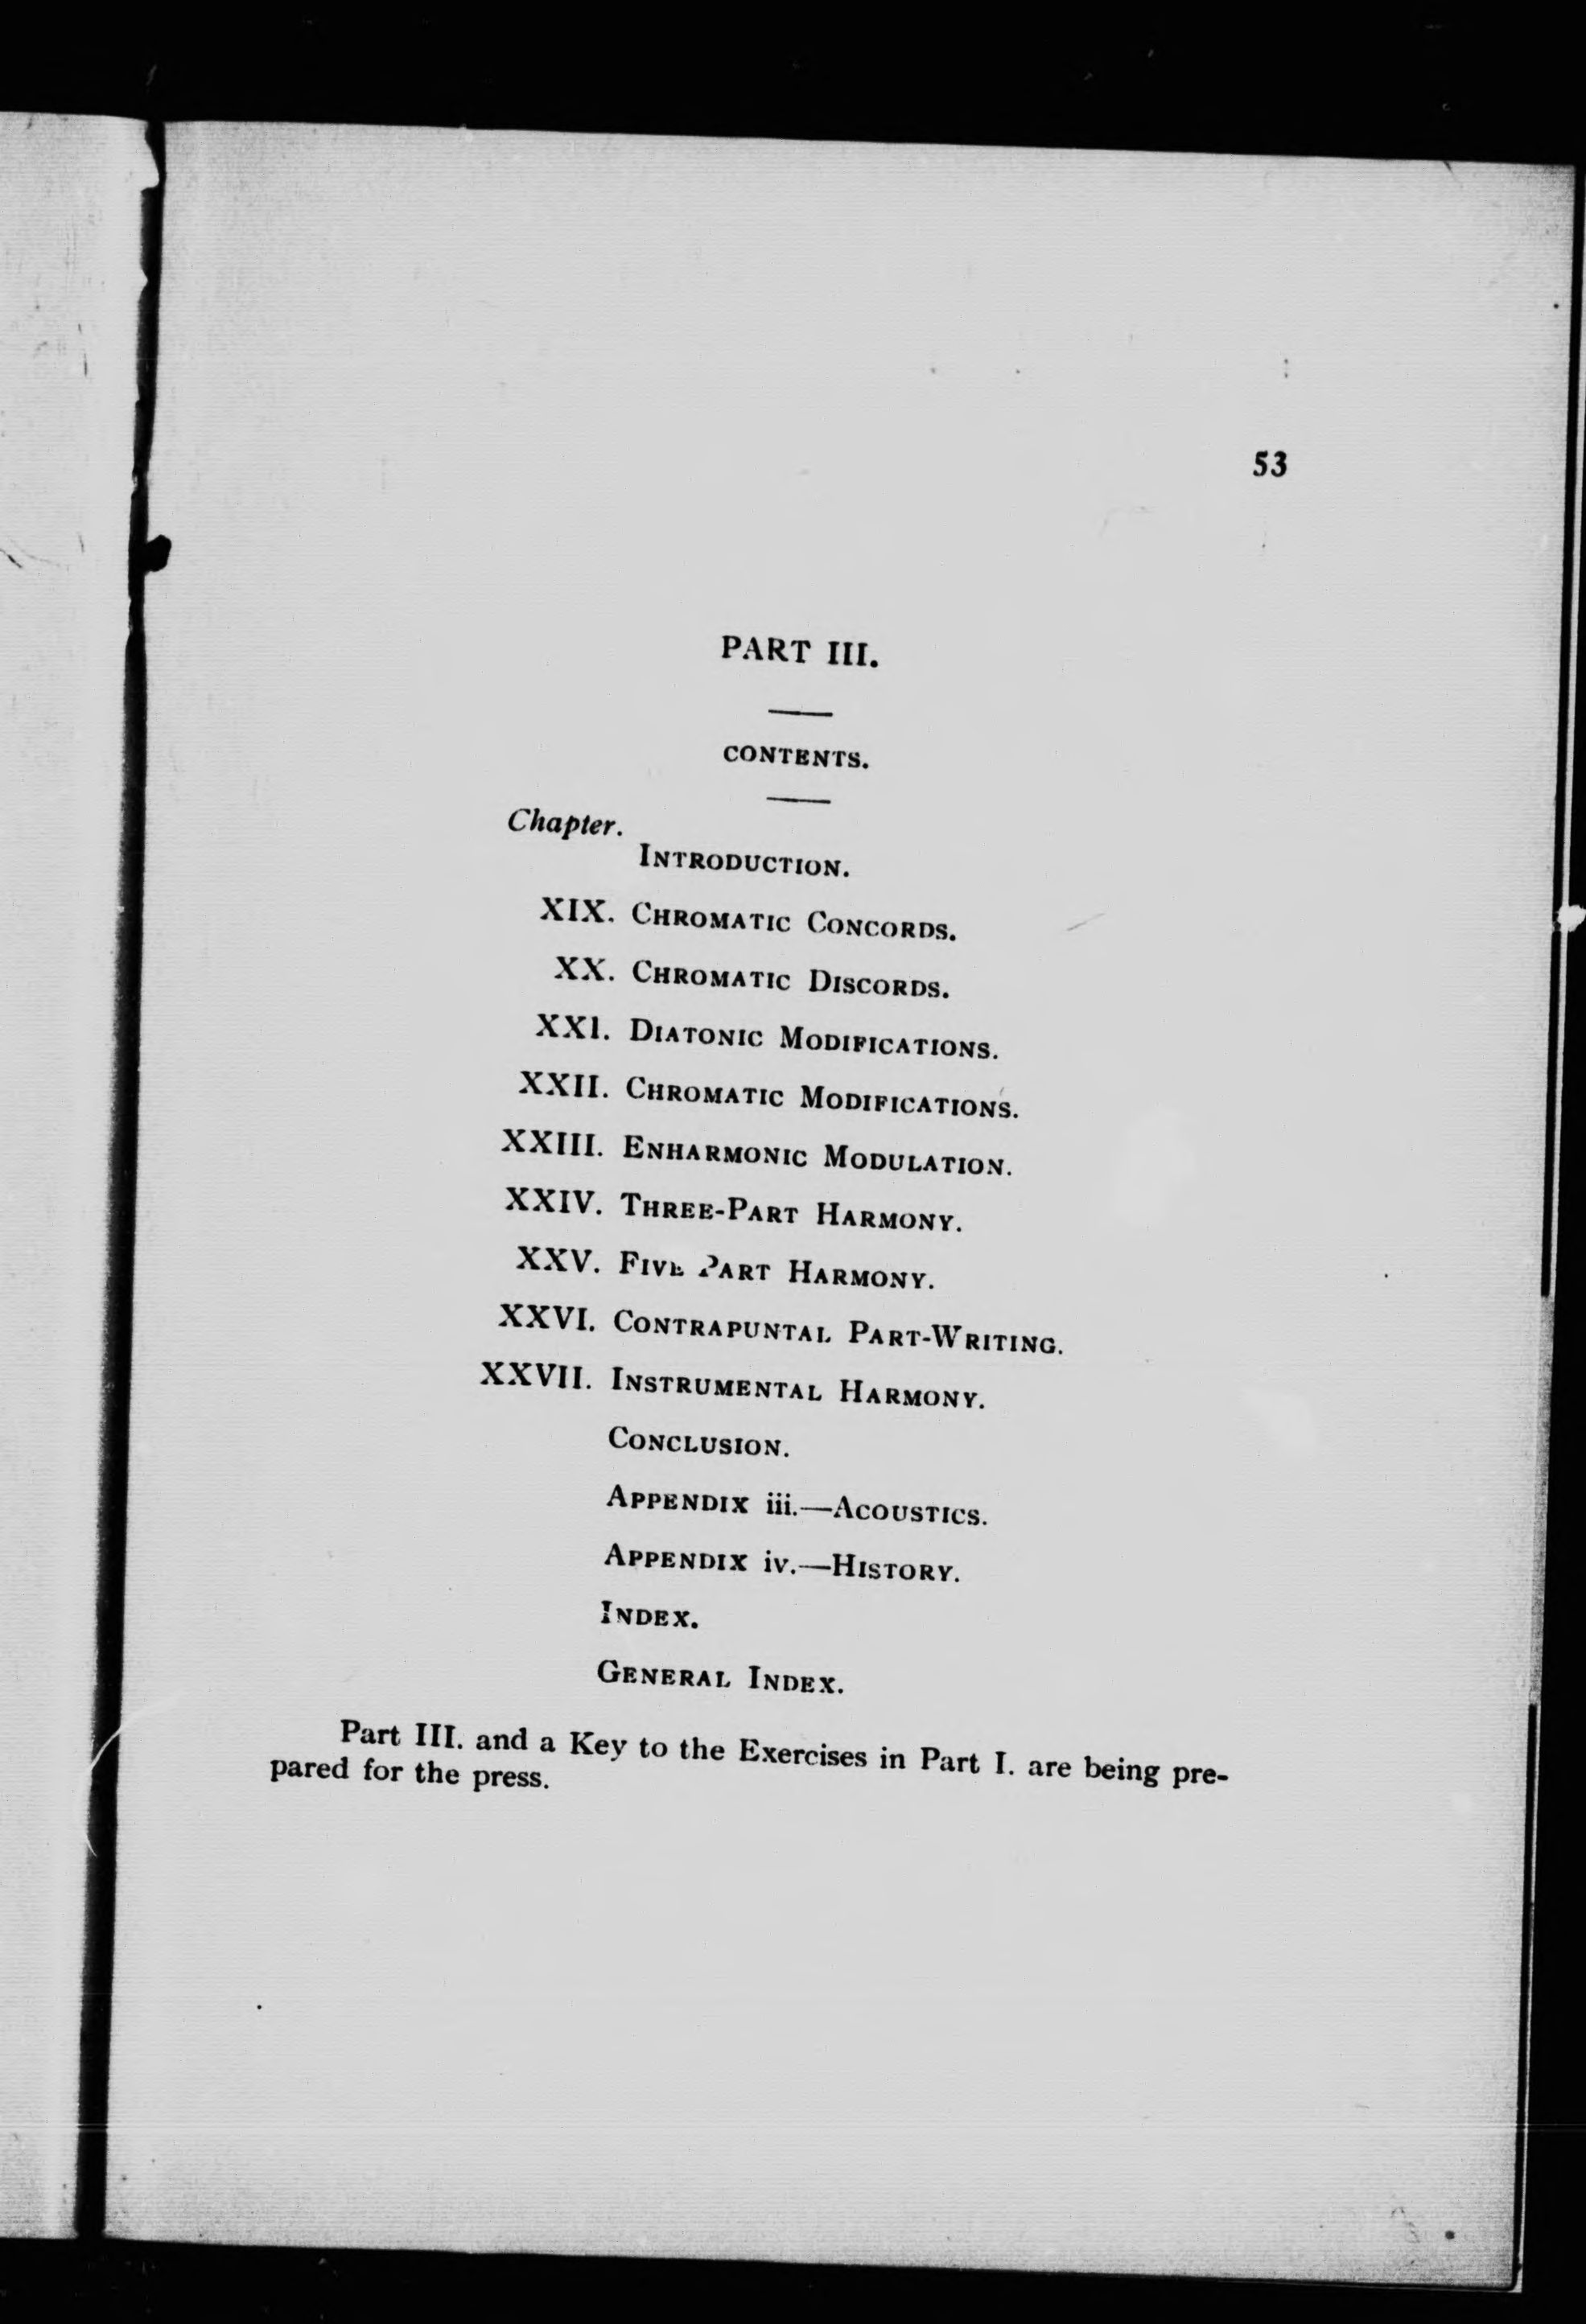 53
PART III.
CONTENTS.
Chapter.
INTRODUCTION.
XIX. CHROMATIC CONCORDS.
XX. CHROMATIC DISCORDS.
XXI. DIATONIC MODIFICATIONS.
XXII. CHROMATIC MODIFICATIONS.
XXIII. ENHARMONIC MODULATION.
XXIV. THREE-PART HARMONY.
XXV. FIVE PART HARMONY.
XXVI. CONTRAPUNTAL PART-WRITING.
XXVII. INSTRUMENTAL HARMONY.
CONCLUSION.
APPENDIX iii.—ACOUSTICS.
APPENDIX iv.—HISTORY.
INDEX.
GENERAL INDEX.
Part III. and a Key to the Exercises in Part I. are being pre-
pared for the press.